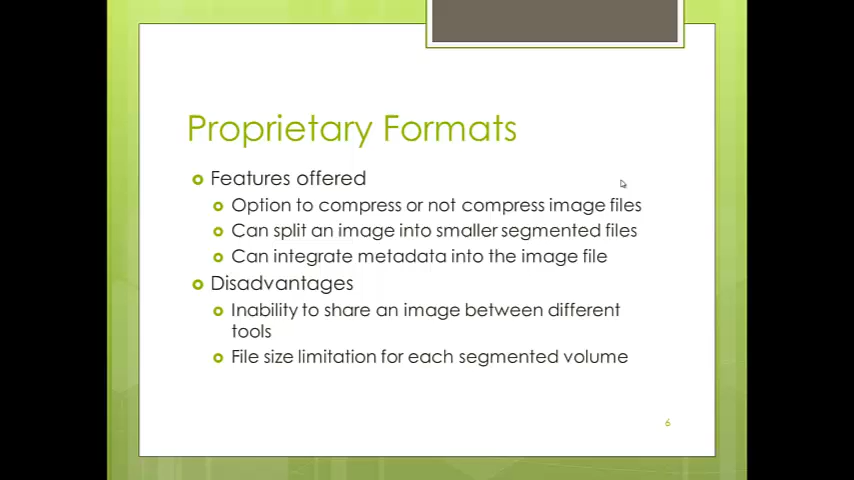 Proprietary Formats
Features offered
Option to compress or not compress image files
Can split an image into smaller segmented files
Can integrate metadata into the image file
Disadvantages
Inability to share an image between different
tools
File size limitation for each segmented volume
6